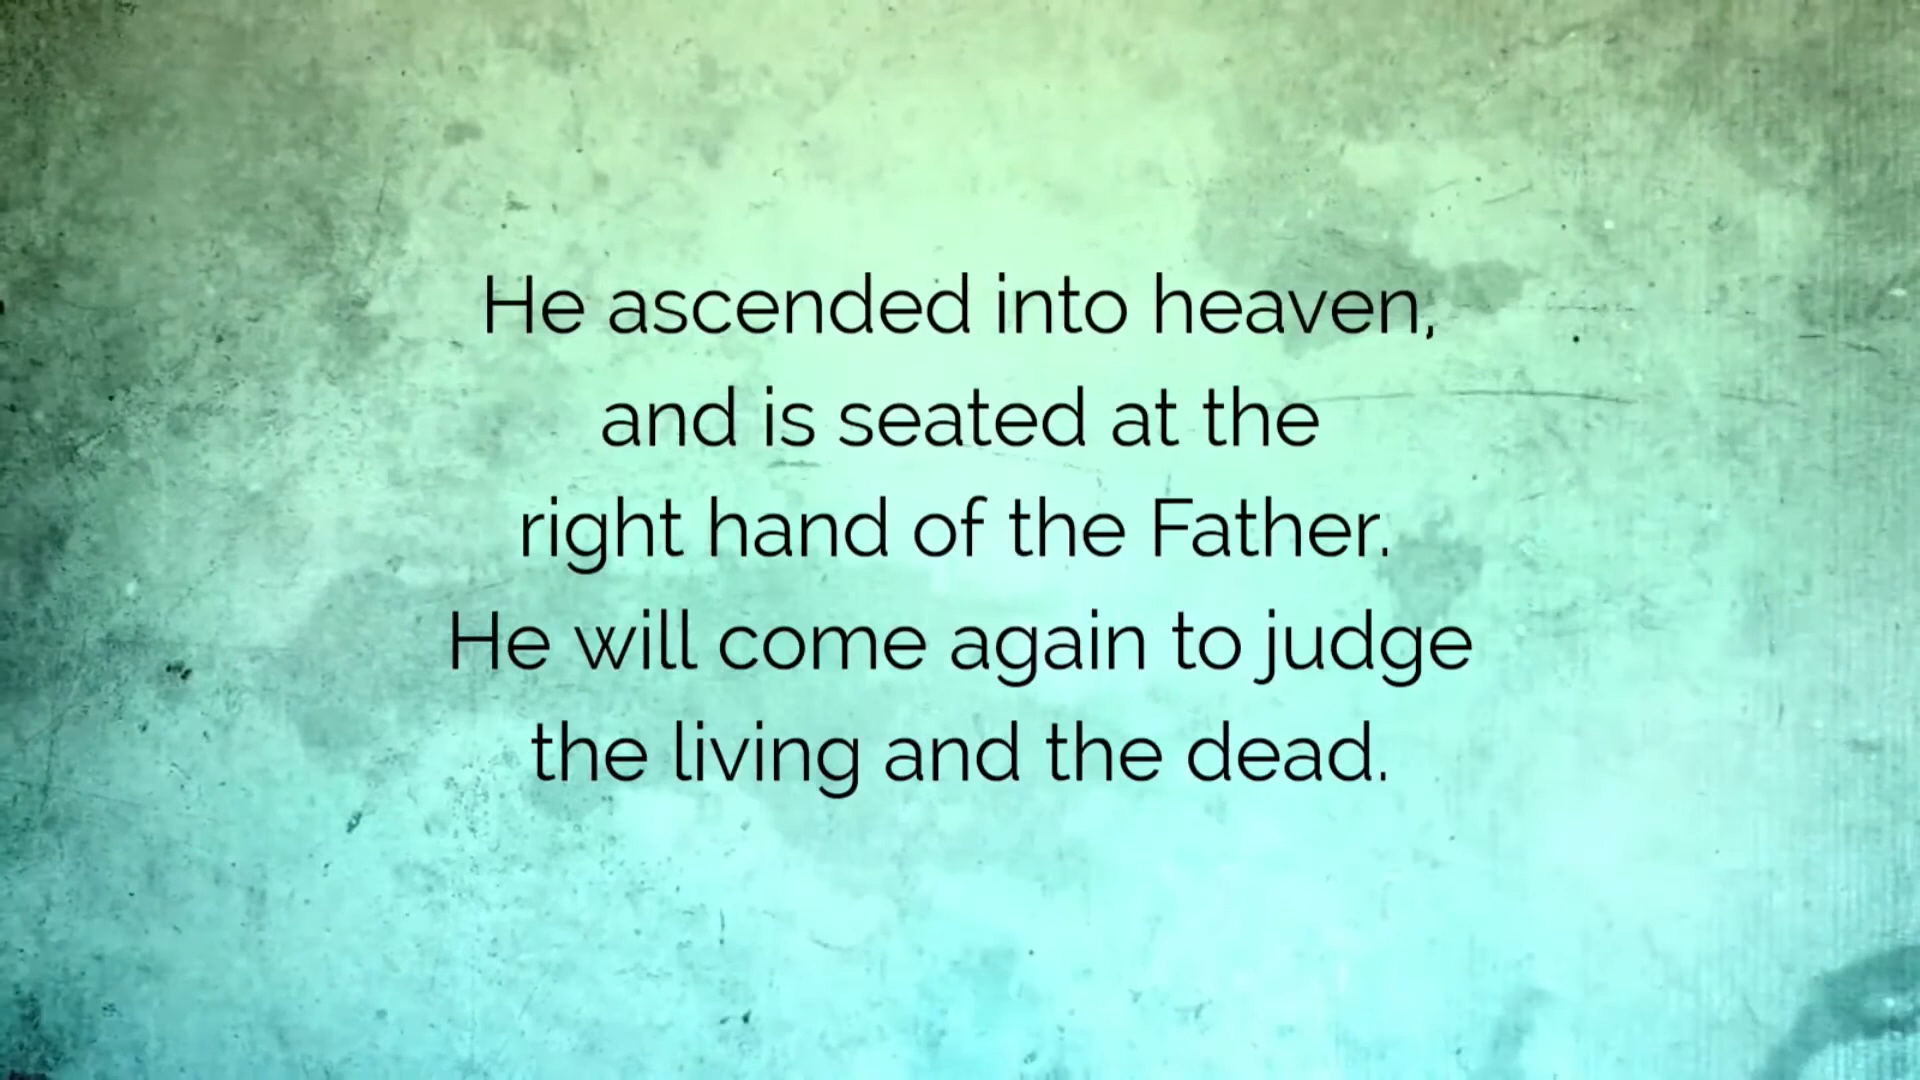 He ascended into heaven,
and is seated at the
right hand of the Father.
He will come again to judge
the living and the dead.